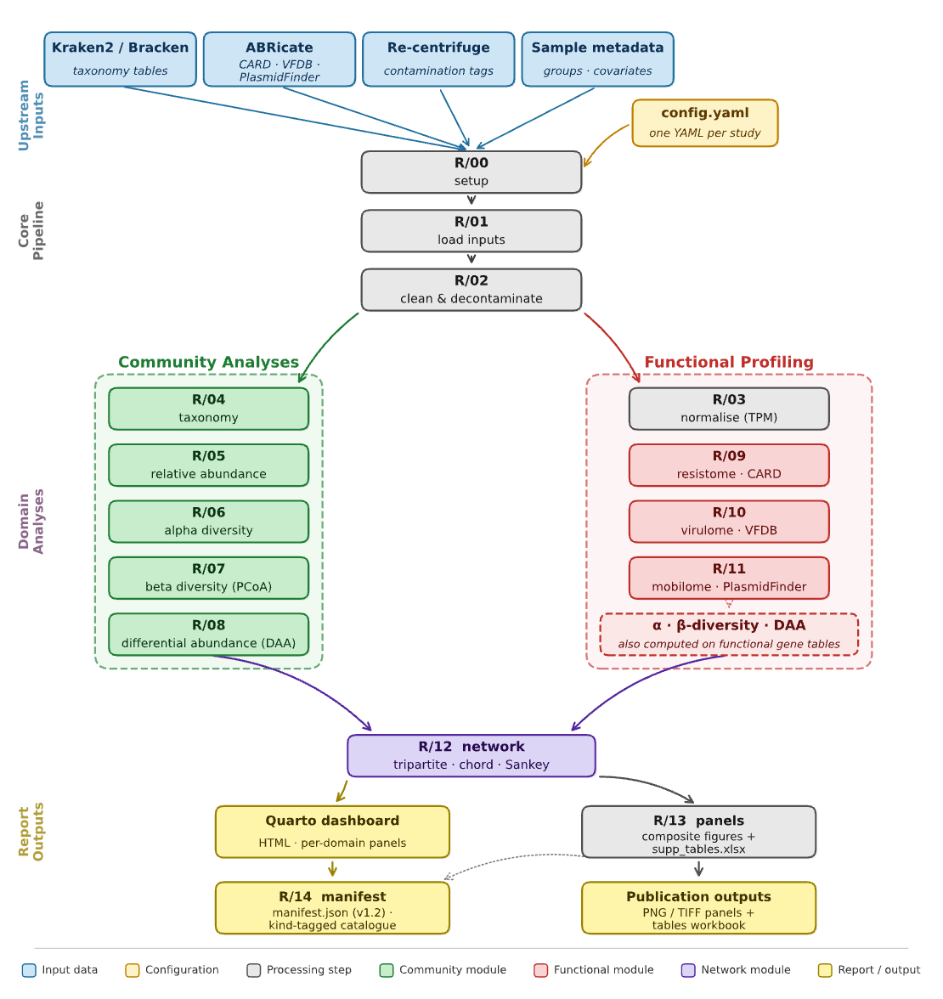 Kraken2 / Bracken
taxonomy tables
ABRicate
CARD · VFDB ·
PlasmidFinder
Re-centrifuge
contamination tags
Sample metadata
groups · covariates
Upstream
Inputs
config.yaml
one YAML per study
R/00
setup
Core
Pipeline
R/01
load inputs
R/02
clean & decontaminate
Community Analyses
Functional Profiling
Domain
Analyses
R/04
taxonomy
R/05
relative abundance
R/06
alpha diversity
R/07
beta diversity (PCoA)
R/08
differential abundance (DAA)
R/03
normalise (TPM)
R/09
resistome · CARD
R/10
virulome · VFDB
R/11
mobilome · PlasmidFinder
α · β-diversity · DAA
also computed on functional gene tables
R/12  network
tripartite · chord · Sankey
Report
Outputs
Quarto dashboard
HTML · per-domain panels
R/13  panels
composite figures +
supp_tables.xlsx
R/14  manifest
manifest.json (v1.2) ·
kind-tagged catalogue
Publication outputs
PNG / TIFF panels +
tables workbook
Input data
Configuration
Processing step
Community module
Functional module
Network module
Report / output